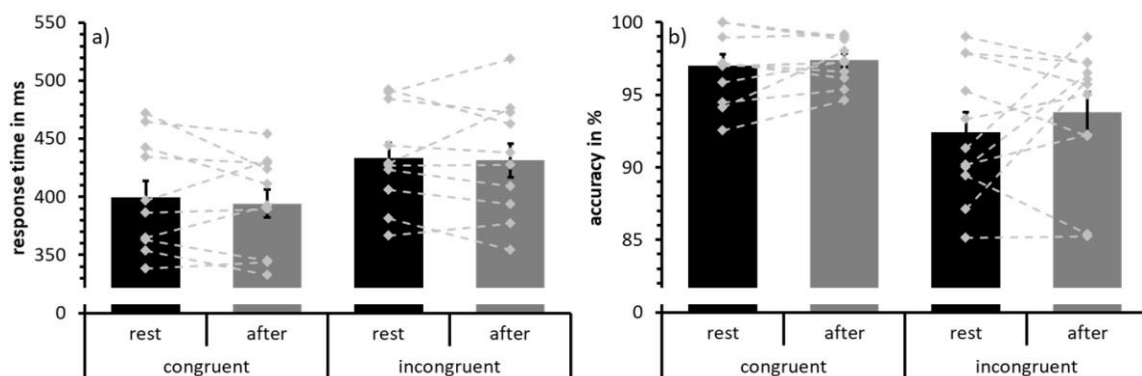 a)
response time in ms
550
500
450
400
350
0
rest
after
rest
after
congruent
incongruent
b)
accuracy in %
100
95
90
85
0
rest
after
rest
after
congruent
incongruent